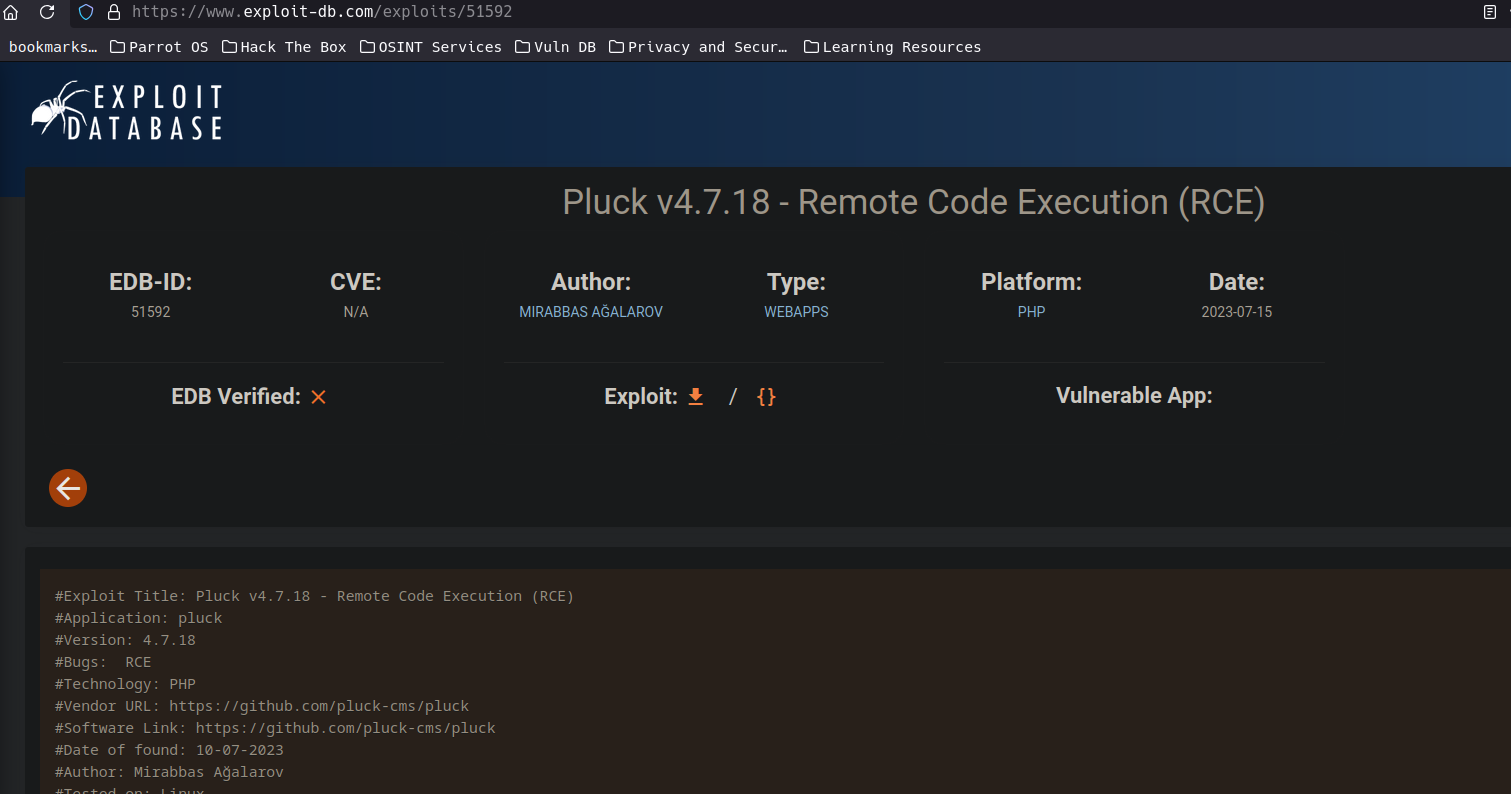 https://www.exploit-db.com/exploits/51592
bookmarks… Parrot OS Hack The Box OSINT Services Vuln DB Privacy and Secur… Learning Resources
EXPLOIT
DATABASE
Pluck v4.7.18 - Remote Code Execution (RCE)
EDB-ID: CVE: Author: Type: Platform: Date:
51592 N/A MIRABBAS AĞALAROV WEBAPPS PHP 2023-07-15
EDB Verified: Exploit: / {} Vulnerable App:
#Exploit Title: Pluck v4.7.18 - Remote Code Execution (RCE)
#Application: pluck
#Version: 4.7.18
#Bugs:  RCE
#Technology: PHP
#Vendor URL: https://github.com/pluck-cms/pluck
#Software Link: https://github.com/pluck-cms/pluck
#Date of found: 10-07-2023
#Author: Mirabbas Ağalarov
#Tested on: Linux